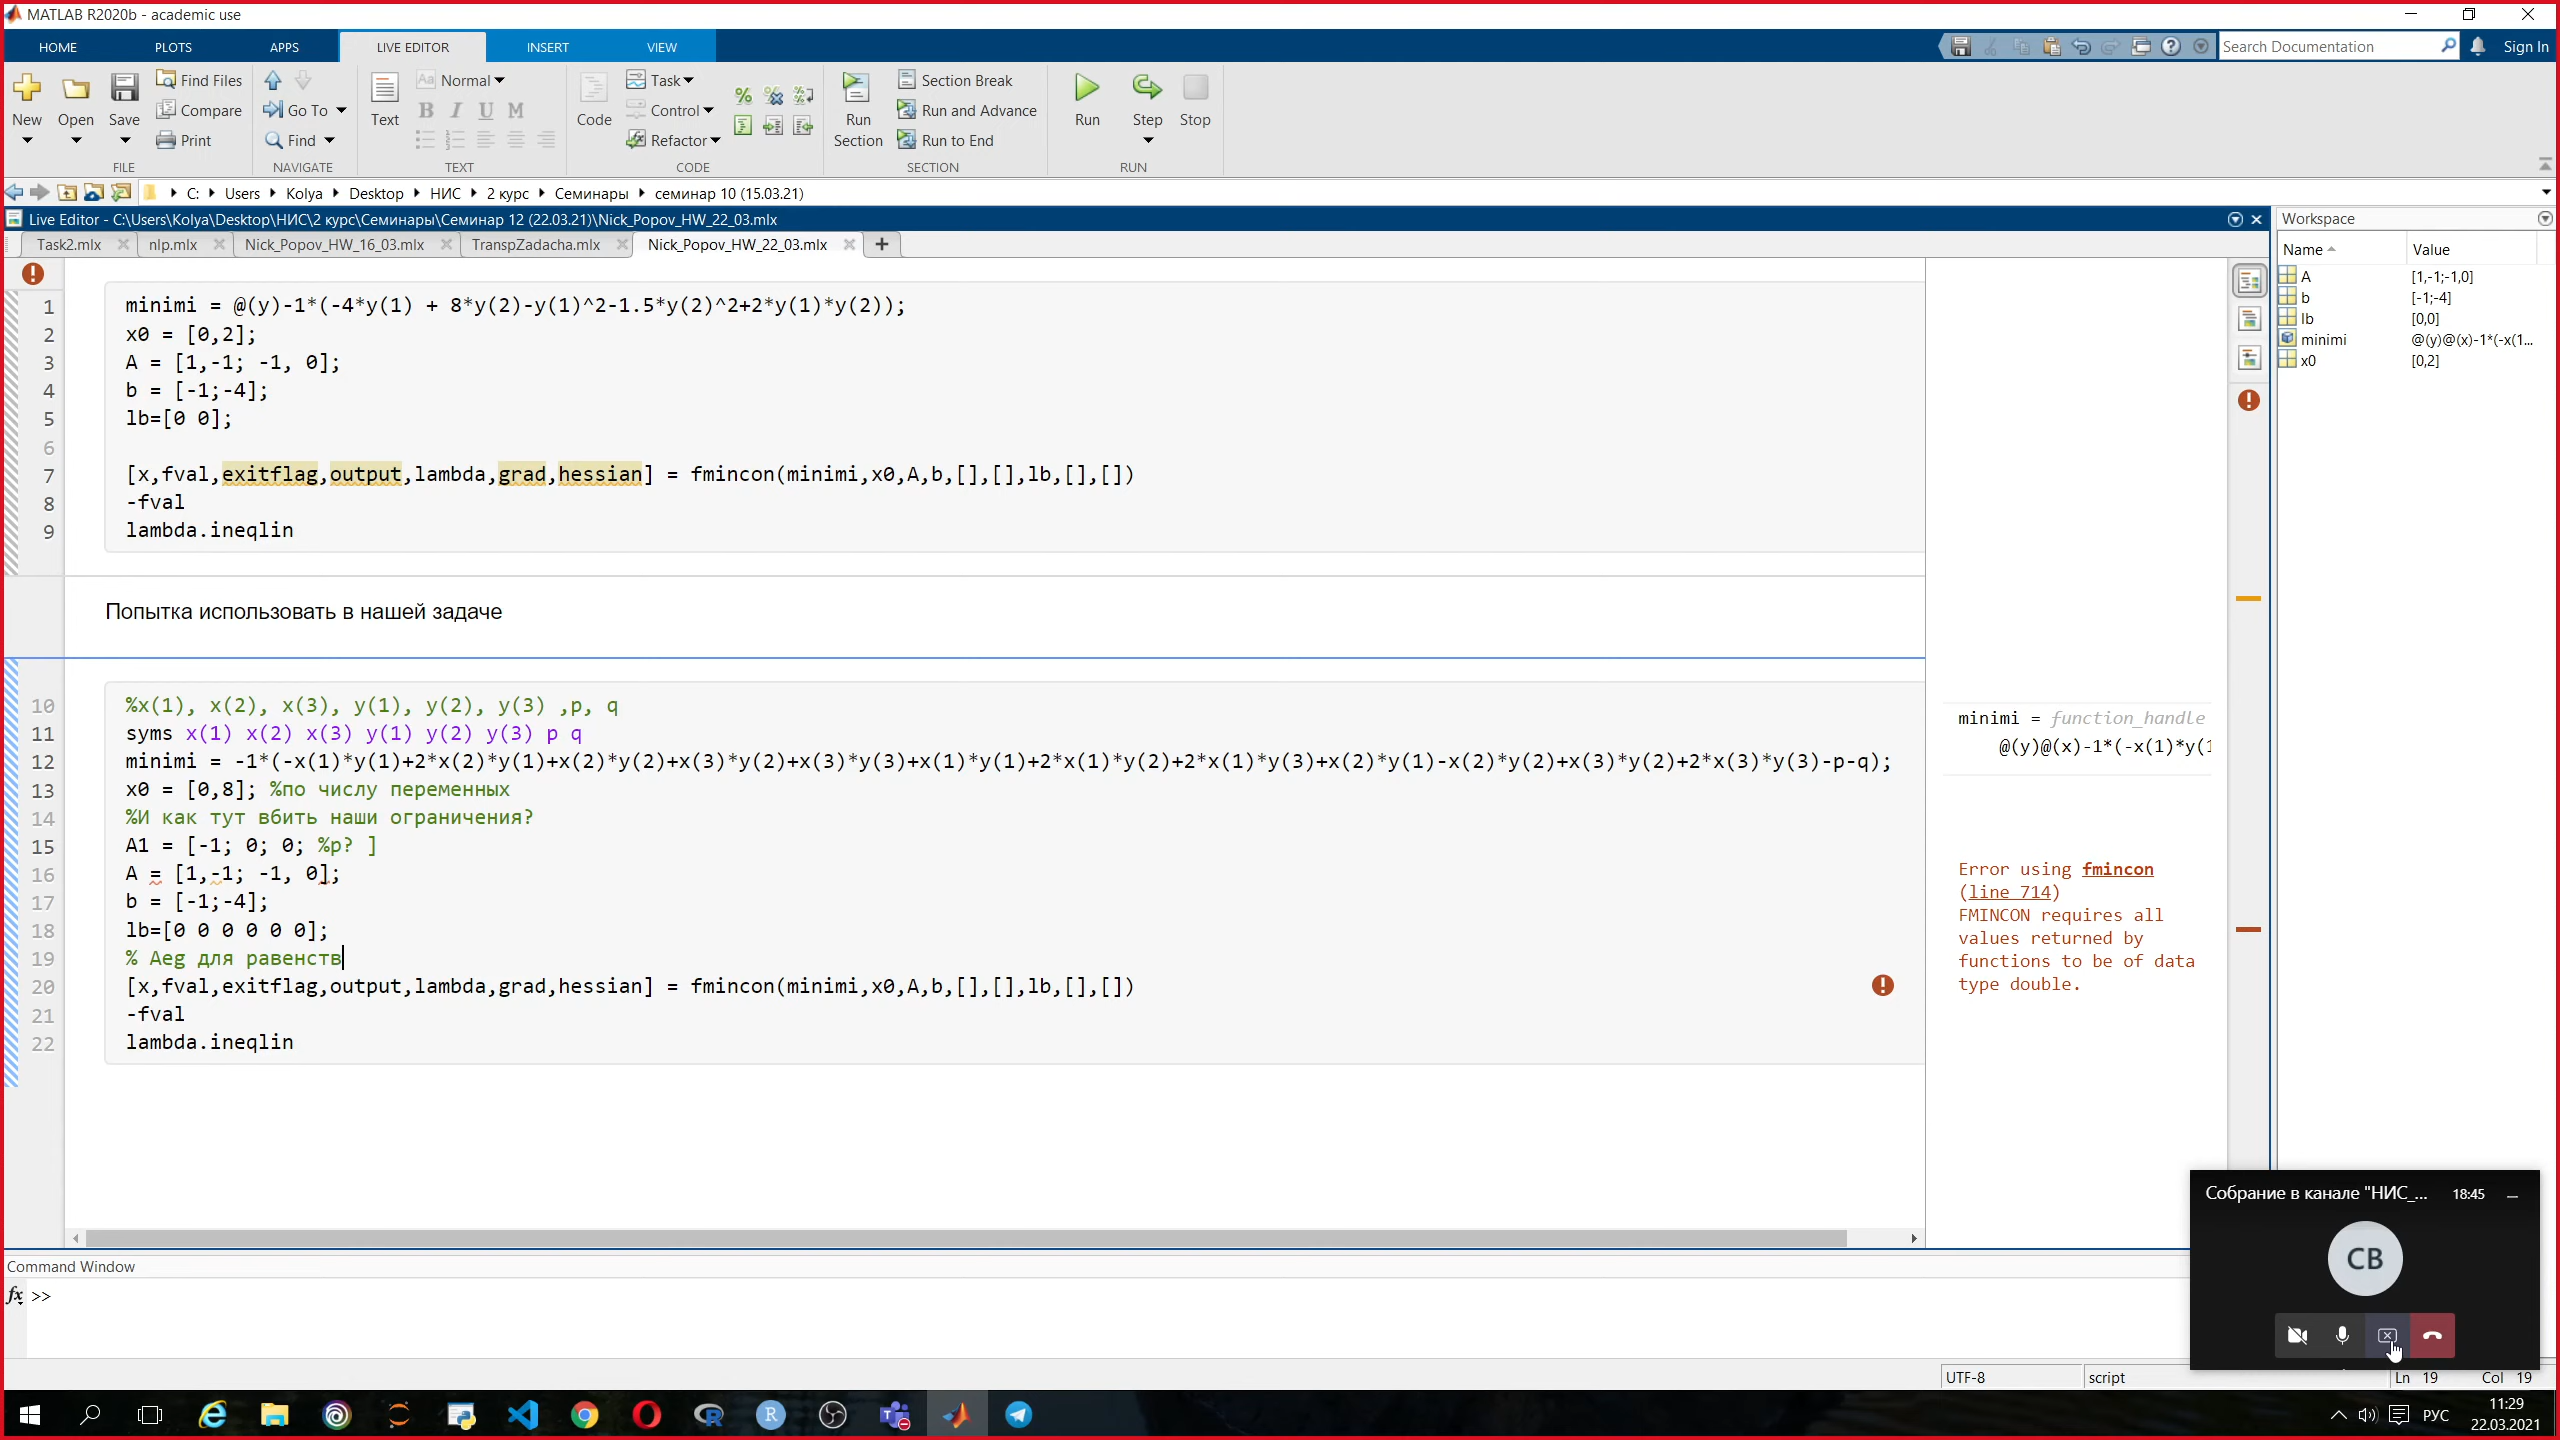 MATLAB R2020b - academic use
HOME PLOTS APPS LIVE EDITOR INSERT VIEW
Search Documentation
Sign In
New
Open
Save
Find Files
Compare
Print
FILE
Go To
Find
NAVIGATE
Text
Aa Normal
B I U M
TEXT
Code
Task
Control
Refactor
CODE
Run Section
Section Break
Run and Advance
Run to End
SECTION
Run
Step
Stop
RUN
C: Users Kolya Desktop НИС 2 курс Семинары семинар 10 (15.03.21)
Live Editor - C:\Users\Kolya\Desktop\НИС\2 курс\Семинары\Семинар 12 (22.03.21)\Nick_Popov_HW_22_03.mlx
Task2.mlx nlp.mlx Nick_Popov_HW_16_03.mlx TranspZadacha.mlx Nick_Popov_HW_22_03.mlx
1 minimi = @(y)-1*(-4*y(1) + 8*y(2)-y(1)^2-1.5*y(2)^2+2*y(1)*y(2));
2 x0 = [0,2];
3 A = [1,-1; -1, 0];
4 b = [-1;-4];
5 lb=[0 0];
6
7 [x,fval,exitflag,output,lambda,grad,hessian] = fmincon(minimi,x0,A,b,[],[],lb,[],[])
8 -fval
9 lambda.ineqlin
Попытка использовать в нашей задаче
10 %x(1), x(2), x(3), y(1), y(2), y(3) ,p, q
11 syms x(1) x(2) x(3) y(1) y(2) y(3) p q
12 minimi = -1*(-x(1)*y(1)+2*x(2)*y(1)+x(2)*y(2)+x(3)*y(2)+x(3)*y(3)+x(1)*y(1)+2*x(1)*y(2)+2*x(1)*y(3)+x(2)*y(1)-x(2)*y(2)+x(3)*y(2)+2*x(3)*y(3)-p-q);
13 x0 = [0,8]; %по числу переменных
14 %И как тут вбить наши ограничения?
15 A1 = [-1; 0; 0; %p? ]
16 A = [1,-1; -1, 0];
17 b = [-1;-4];
18 lb=[0 0 0 0 0 0];
19 % Aeg для равенств
20 [x,fval,exitflag,output,lambda,grad,hessian] = fmincon(minimi,x0,A,b,[],[],lb,[],[])
21 -fval
22 lambda.ineqlin
minimi = function_handle
@(y)@(x)-1*(-x(1)*y(1
Error using fmincon
(line 714)
FMINCON requires all
values returned by
functions to be of data
type double.
Workspace
Name Value
A [1,-1;-1,0]
b [-1;-4]
lb [0,0]
minimi @(y)@(x)-1*(-x(1...
x0 [0,2]
Собрание в канале "НИС_... 18:45
СВ
Command Window
fx >>
UTF-8 script Ln 19 Col 19
РУС
11:29
22.03.2021